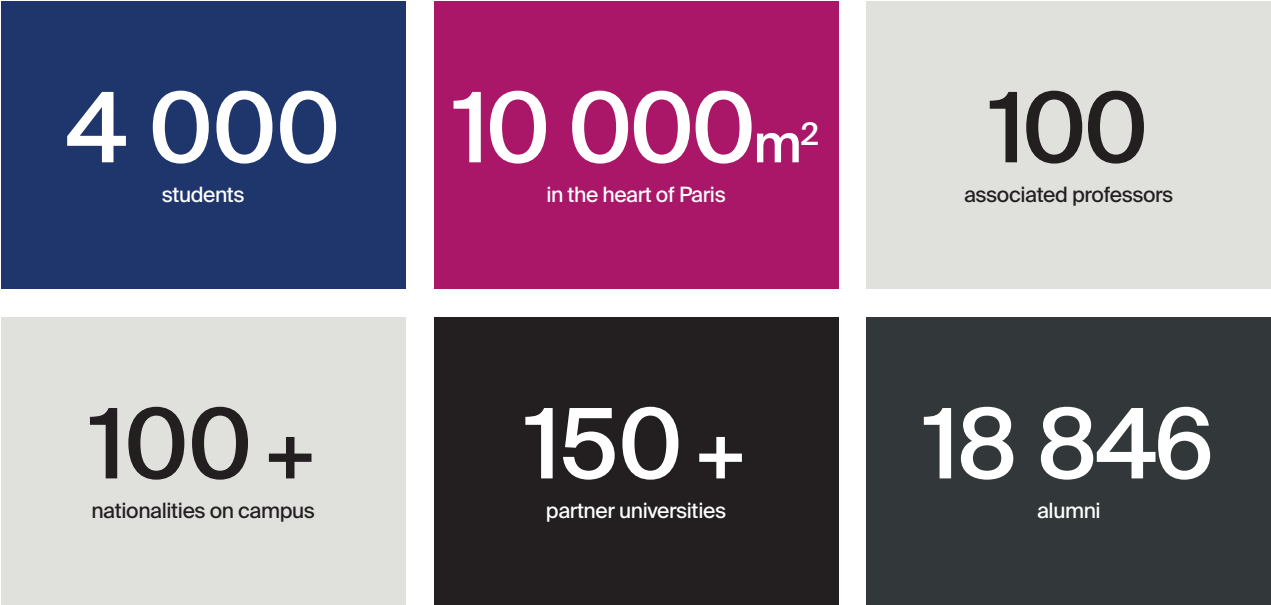 4 000
students
10 000m²
in the heart of Paris
100
associated professors
100 +
nationalities on campus
150 +
partner universities
18 846
alumni